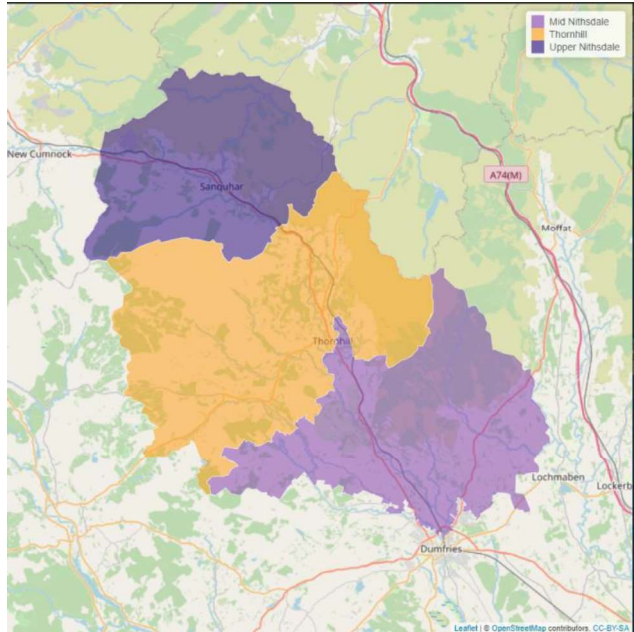 Mid Nithsdale
Thornhill
Upper Nithsdale
New Cumnock
Sanquhar
A74(M)
Moffat
Thornhill
Lochmaben
Lockerb
Dumfries
Leaflet | © OpenStreetMap contributors, CC-BY-SA